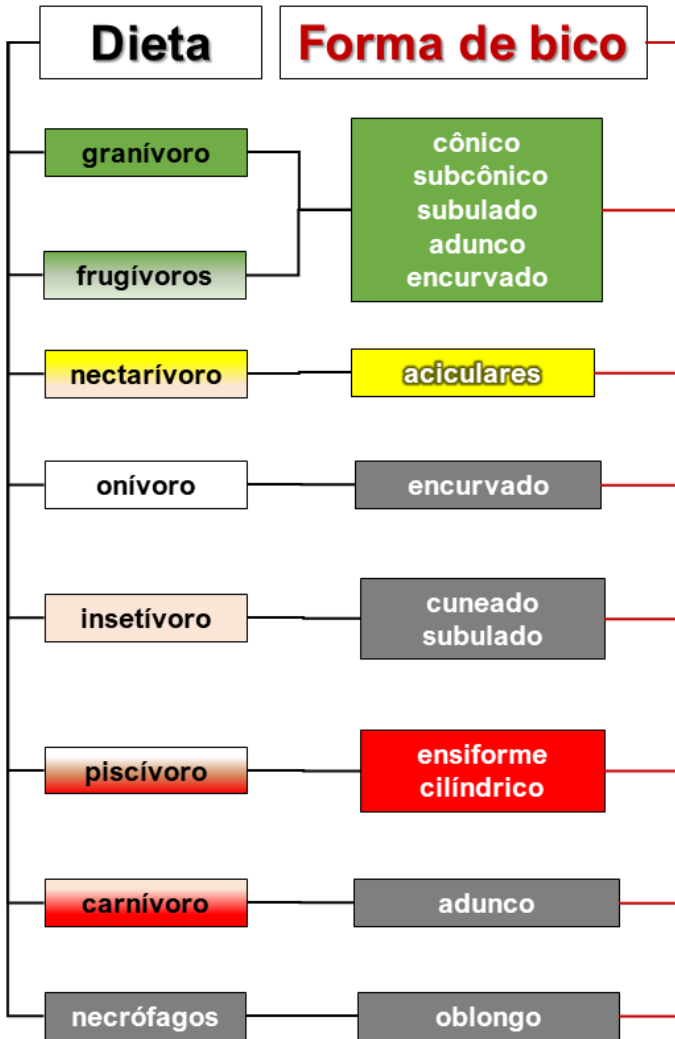 Dieta
Forma de bico
granívoro
cônico
subcônico
subulado
adunco
encurvado
frugívoros
nectarívoro
aciculares
onívoro
encurvado
insetívoro
cuneado
subulado
piscívoro
ensiforme
cilíndrico
carnívoro
adunco
necrófagos
oblongo